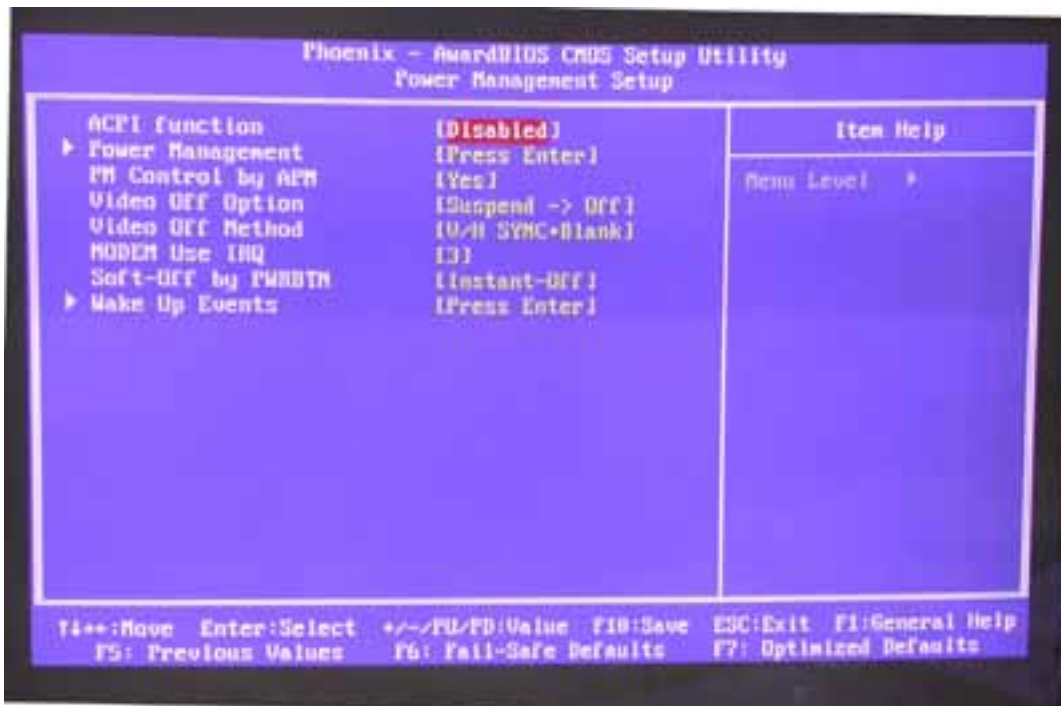 Phoenix - AwardBIOS CMOS Setup Utility
Power Management Setup
ACPI function [Disabled]
▶ Power Management [Press Enter]
PM Control by APM [Yes]
Video Off Option [Suspend -> Off]
Video Off Method [V/H SYNC+Blank]
MODEM Use IRQ [3]
Soft-Off by PWRBTN [Instant-Off]
▶ Wake Up Events [Press Enter]
Item Help
Menu Level ▶
↑↓→←:Move Enter:Select +/-/PU/PD:Value F10:Save ESC:Exit F1:General Help
F5: Previous Values F6: Fail-Safe Defaults F7: Optimized Defaults